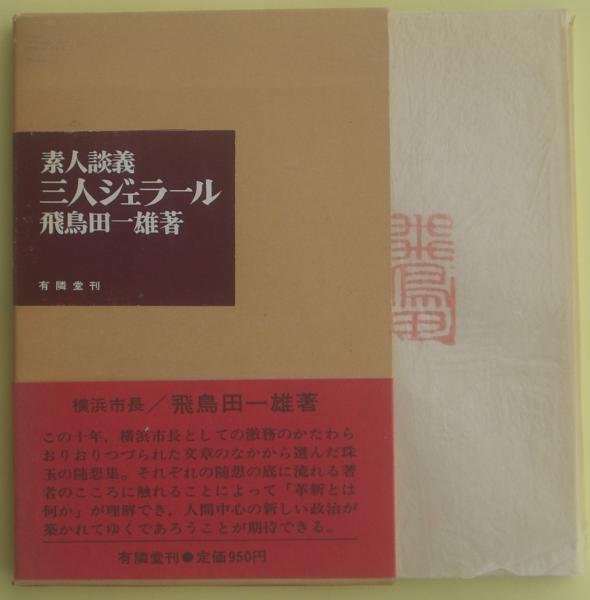 素人談義
三人ジェラール
飛鳥田一雄著
有隣堂刊
横浜市長／飛鳥田一雄著
この十年，横浜市長としての激務のかたわら
おりおりつづられた文章のなかから選んだ珠
玉の随想集。それぞれの随想の底に流れる著
者のこころに触れることによって「革新とは
何か」が理解でき，人間中心の新しい政治が
築かれてゆくであろうことが期待できる。
有隣堂刊●定価950円
飛鳥田